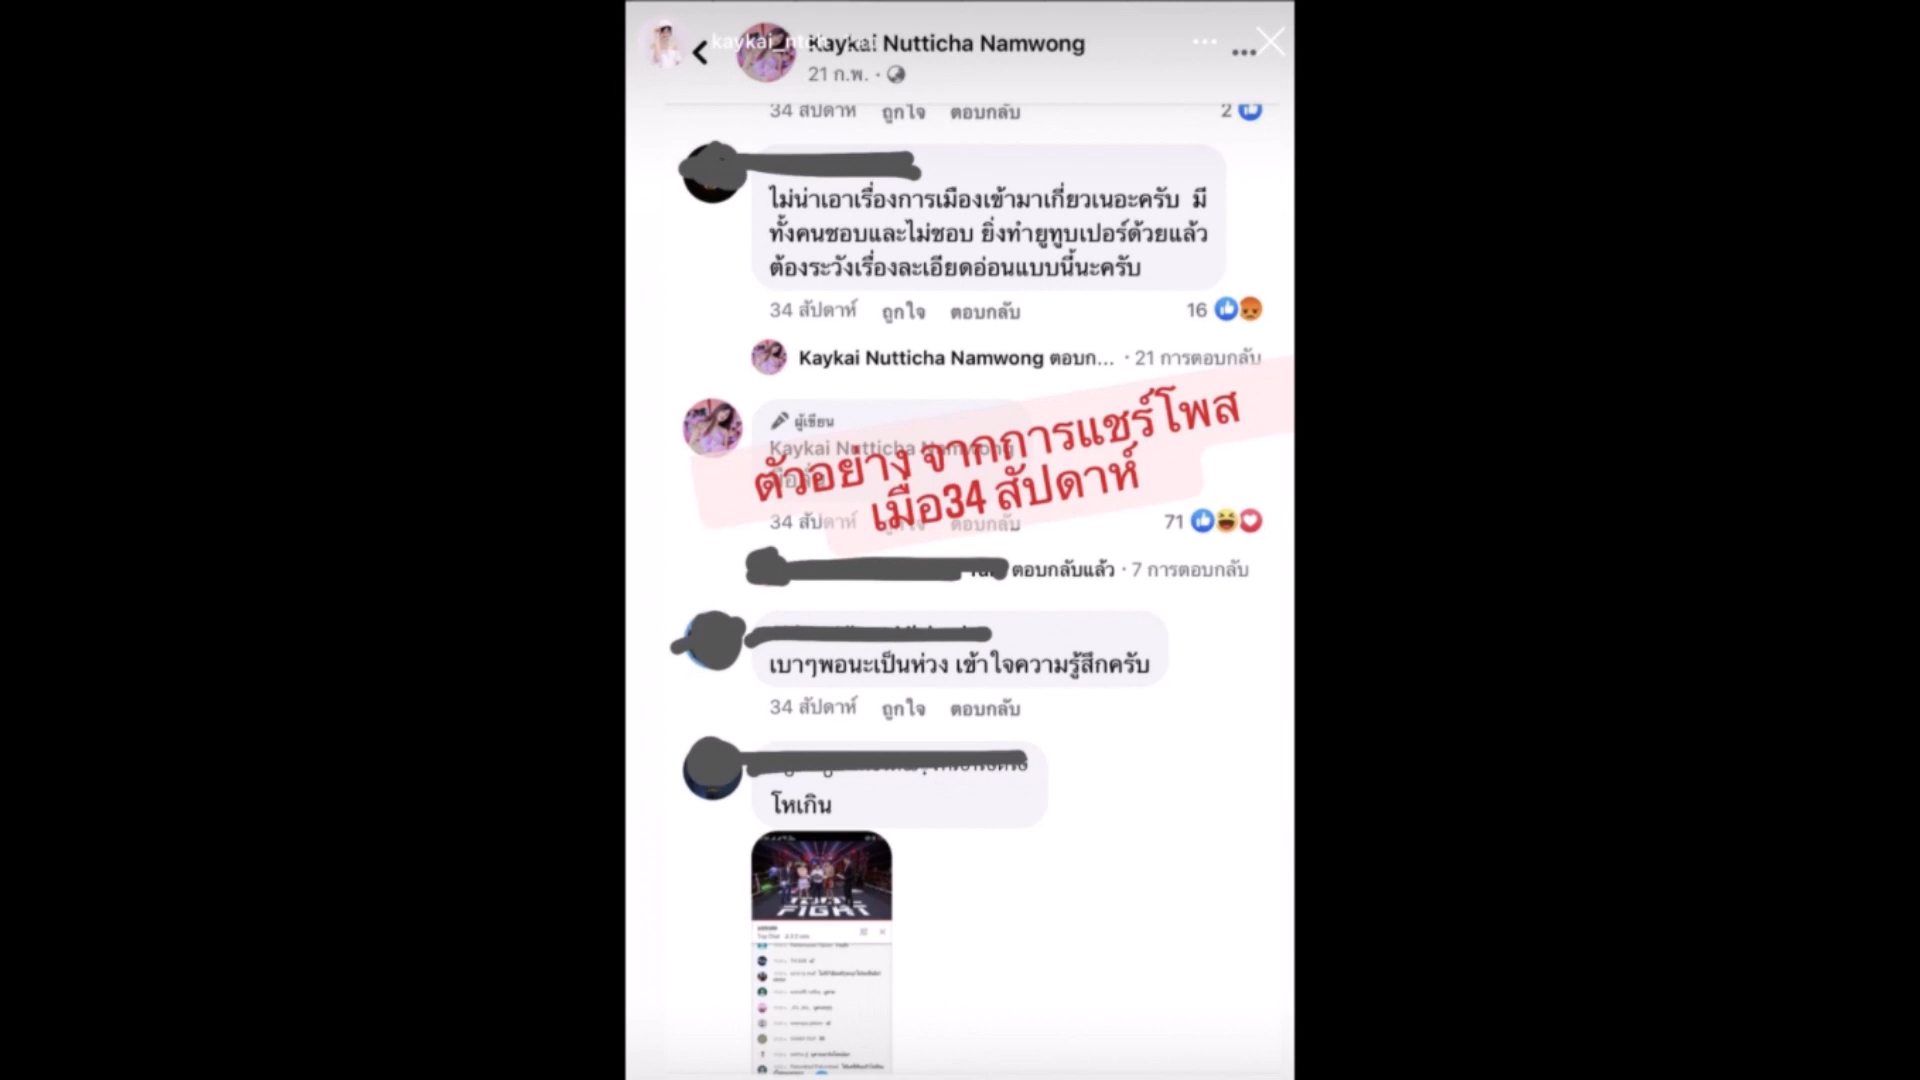 kaykai_ntch
Kaykai Nutticha Namwong
21 ก.พ. ·
34 สัปดาห์ ถูกใจ ตอบกลับ 2
ไม่น่าเอาเรื่องการเมืองเข้ามาเกี่ยวเนอะครับ มี
ทั้งคนชอบและไม่ชอบ ยิ่งทำยูทูบเปอร์ด้วยแล้ว
ต้องระวังเรื่องละเอียดอ่อนแบบนี้นะครับ
34 สัปดาห์ ถูกใจ ตอบกลับ 16
Kaykai Nutticha Namwong ตอบก... · 21 การตอบกลับ
ผู้เขียน
Kaykai Nutticha Namwong
ตัวอย่าง จากการแชร์โพส
เมื่อ34 สัปดาห์
34 สัปดาห์ ถูกใจ ตอบกลับ 71
ตอบกลับแล้ว · 7 การตอบกลับ
เบาๆพอนะเป็นห่วง เข้าใจความรู้สึกครับ
34 สัปดาห์ ถูกใจ ตอบกลับ
โหเกิน
FIGHT